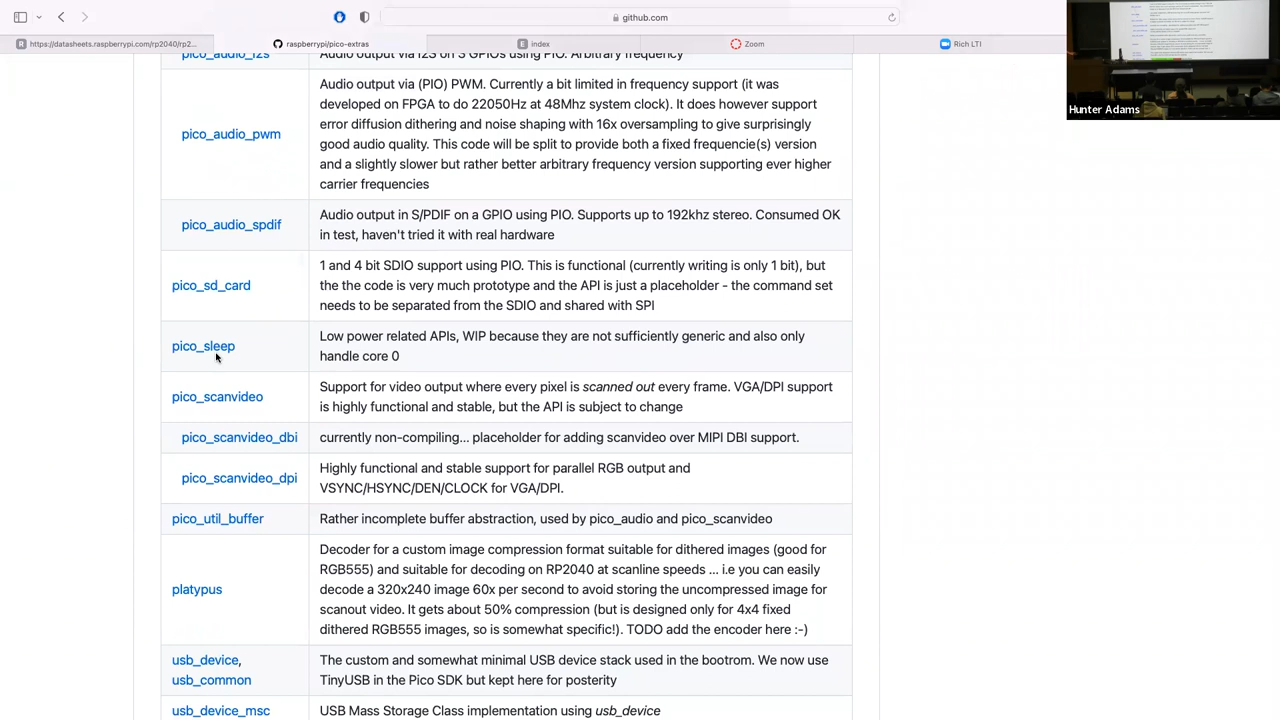 github.com
https://datasheets.raspberrypi.com/rp2040/rp2...
raspberrypi/pico-extras
index
Rich LTI
Hunter Adams
pico_audio_i2s
pico_audio_pwm
Audio output via (PIO) PWM. Currently a bit limited in frequency support (it was
developed on FPGA to do 22050Hz at 48Mhz system clock). It does however support
error diffusion dither and noise shaping with 16x oversampling to give surprisingly
good audio quality. This code will be split to provide both a fixed frequencie(s) version
and a slightly slower but rather better arbitrary frequency version supporting ever higher
carrier frequencies
pico_audio_spdif
Audio output in S/PDIF on a GPIO using PIO. Supports up to 192khz stereo. Consumed OK
in test, haven't tried it with real hardware
pico_sd_card
1 and 4 bit SDIO support using PIO. This is functional (currently writing is only 1 bit), but
the the code is very much prototype and the API is just a placeholder - the command set
needs to be separated from the SDIO and shared with SPI
pico_sleep
Low power related APIs, WIP because they are not sufficiently generic and also only
handle core 0
pico_scanvideo
Support for video output where every pixel is scanned out every frame. VGA/DPI support
is highly functional and stable, but the API is subject to change
pico_scanvideo_dbi
currently non-compiling... placeholder for adding scanvideo over MIPI DBI support.
pico_scanvideo_dpi
Highly functional and stable support for parallel RGB output and
VSYNC/HSYNC/DEN/CLOCK for VGA/DPI.
pico_util_buffer
Rather incomplete buffer abstraction, used by pico_audio and pico_scanvideo
platypus
Decoder for a custom image compression format suitable for dithered images (good for
RGB555) and suitable for decoding on RP2040 at scanline speeds ... i.e you can easily
decode a 320x240 image 60x per second to avoid storing the uncompressed image for
scanout video. It gets about 50% compression (but is designed only for 4x4 fixed
dithered RGB555 images, so is somewhat specific!). TODO add the encoder here :-)
usb_device,
usb_common
The custom and somewhat minimal USB device stack used in the bootrom. We now use
TinyUSB in the Pico SDK but kept here for posterity
usb_device_msc
USB Mass Storage Class implementation using usb_device